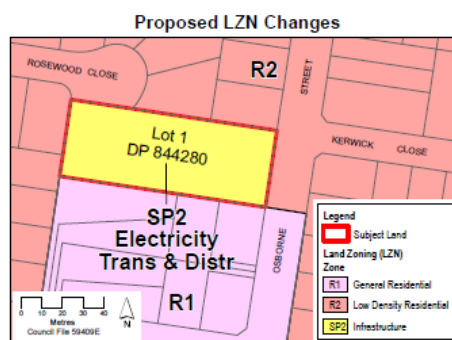 Proposed LZN Changes
ROSEWOOD CLOSE
R2
STREET
Lot 1
DP 844280
KERWICK CLOSE
SP2
Electricity
Trans & Distr
OSBORNE
R1
Legend
Subject Land
Land Zoning (LZN)
Zone
R1 General Residential
R2 Low Density Residential
SP2 Infrastructure
0 10 20 30 40
Metres
Council File 59409E
N